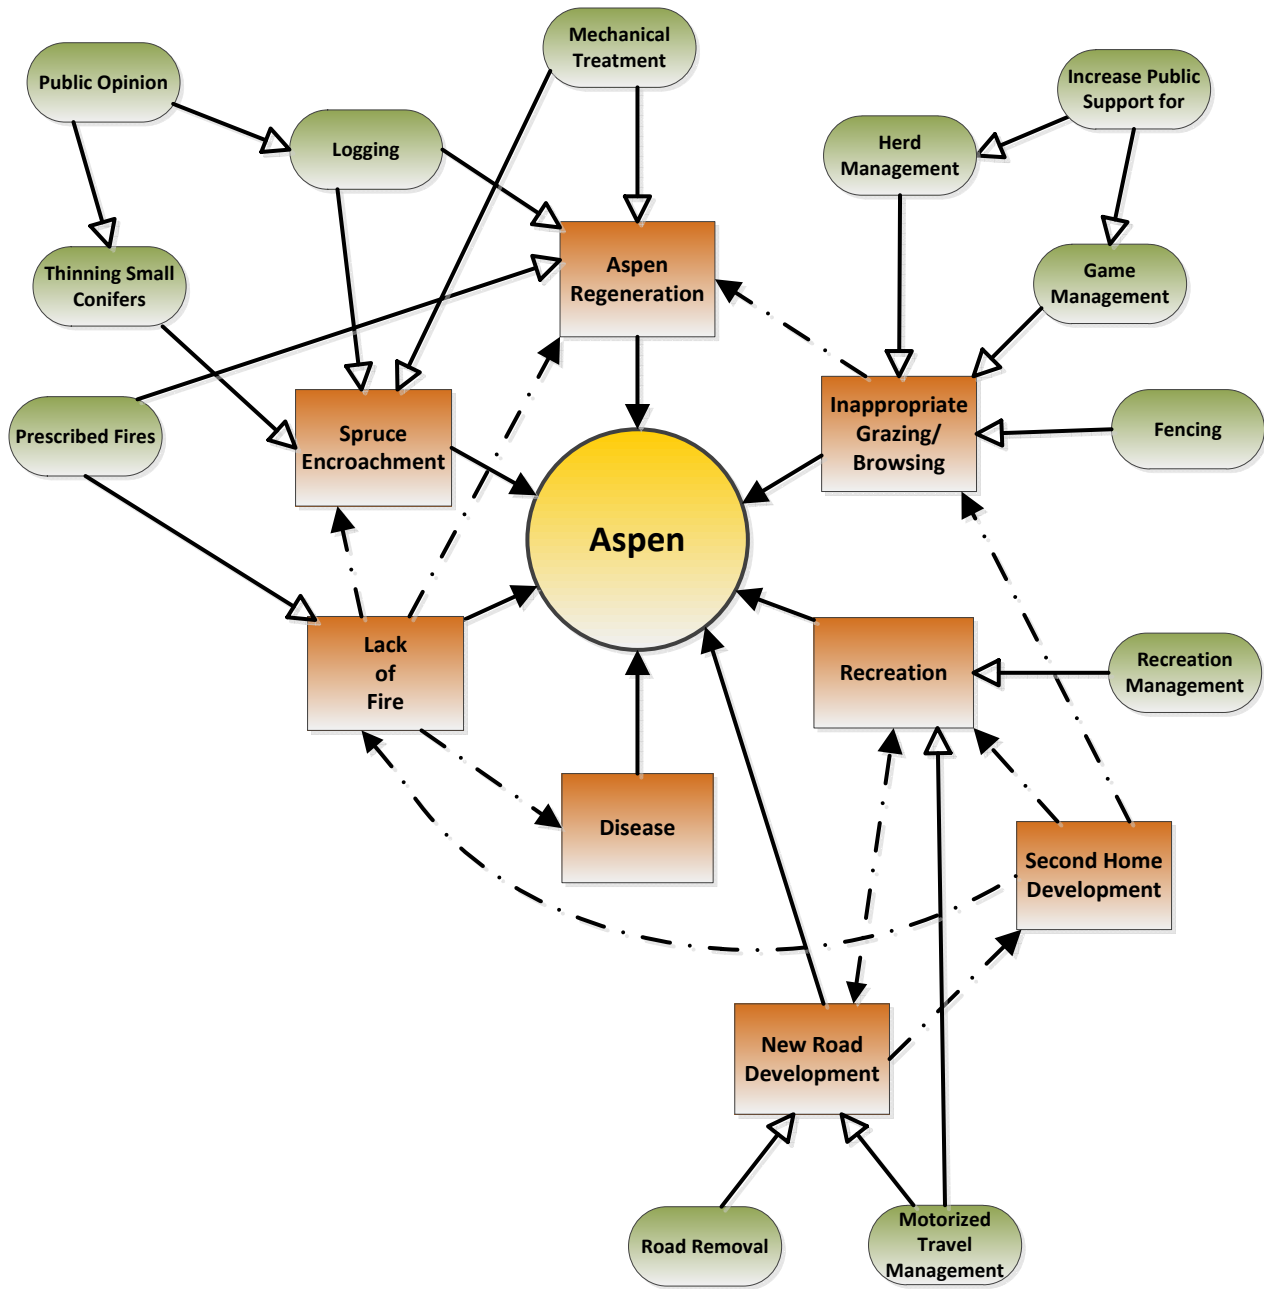 Mechanical
Treatment
Public Opinion
Increase Public
Support for
Logging
Herd
Management
Thinning Small
Conifers
Aspen
Regeneration
Game
Management
Prescribed Fires
Spruce
Encroachment
Inappropriate
Grazing/
Browsing
Fencing
Aspen
Lack
of
Fire
Recreation
Recreation
Management
Disease
Second Home
Development
New Road
Development
Road Removal
Motorized
Travel
Management